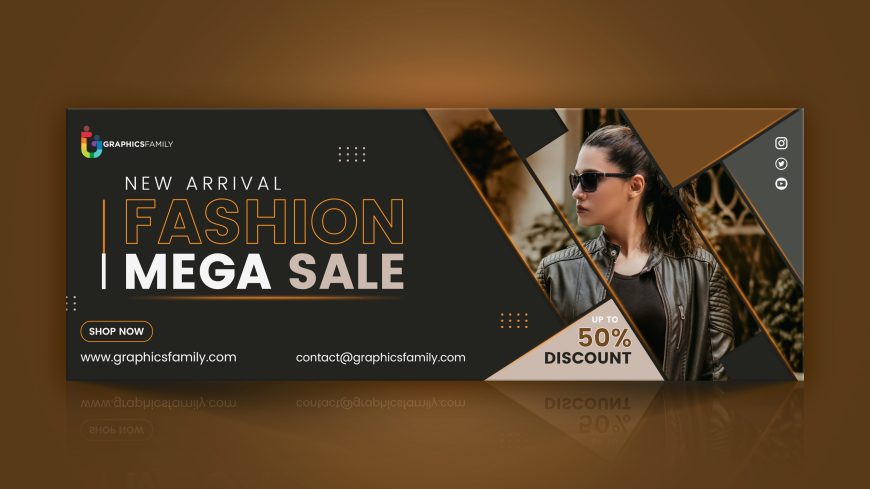 GRAPHICSFAMILY
NEW ARRIVAL
FASHION
MEGA SALE
SHOP NOW
www.graphicsfamily.com
contact@graphicsfamily.com
UP TO
50%
DISCOUNT